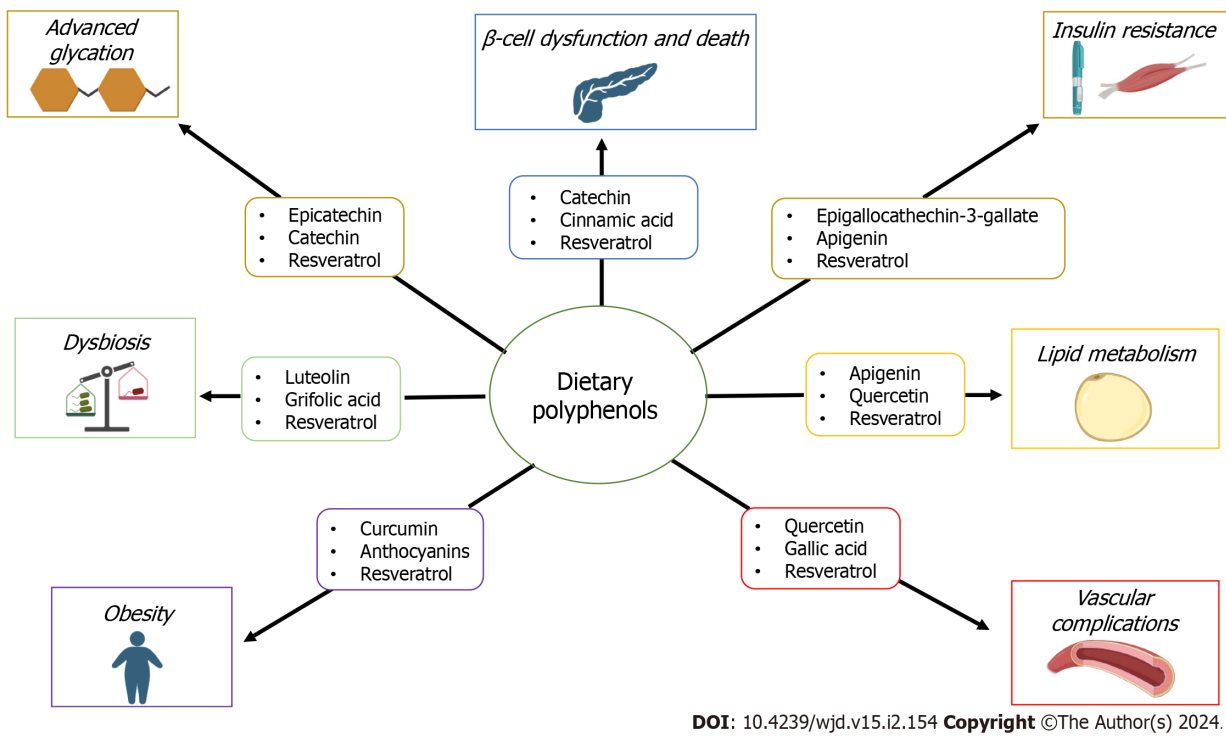 Advanced
glycation
β-cell dysfunction and death
Insulin resistance
• Epicatechin
• Catechin
• Resveratrol
• Catechin
• Cinnamic acid
• Resveratrol
• Epigallocathechin-3-gallate
• Apigenin
• Resveratrol
Dysbiosis
• Luteolin
• Grifolic acid
• Resveratrol
Dietary
polyphenols
• Apigenin
• Quercetin
• Resveratrol
Lipid metabolism
• Curcumin
• Anthocyanins
• Resveratrol
• Quercetin
• Gallic acid
• Resveratrol
Obesity
Vascular
complications
DOI: 10.4239/wjd.v15.i2.154 Copyright ©The Author(s) 2024.